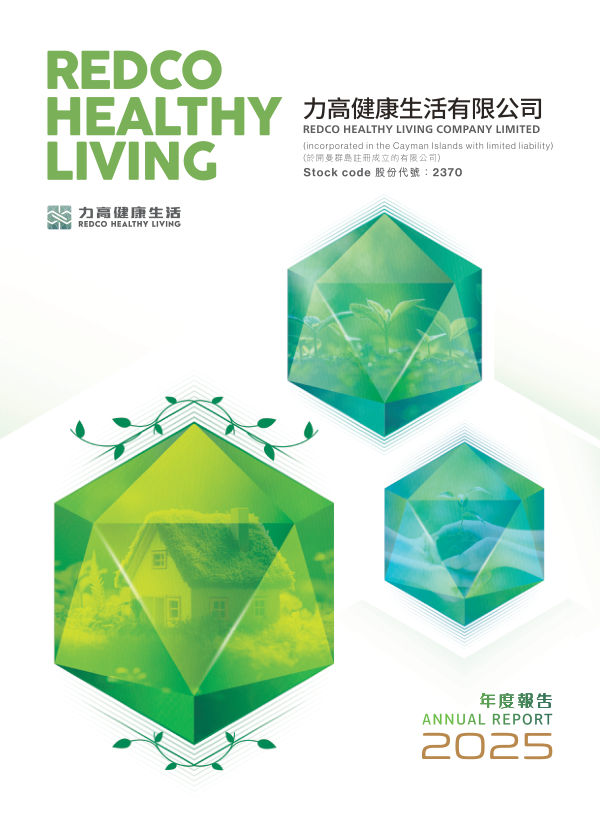 REDCO
HEALTHY
LIVING
力高健康生活有限公司
REDCO HEALTHY LIVING COMPANY LIMITED
(incorporated in the Cayman Islands with limited liability)
(於開曼群島註冊成立的有限公司)
Stock code 股份代號：2370
力高健康生活
REDCO HEALTHY LIVING
年度報告
ANNUAL REPORT
2025